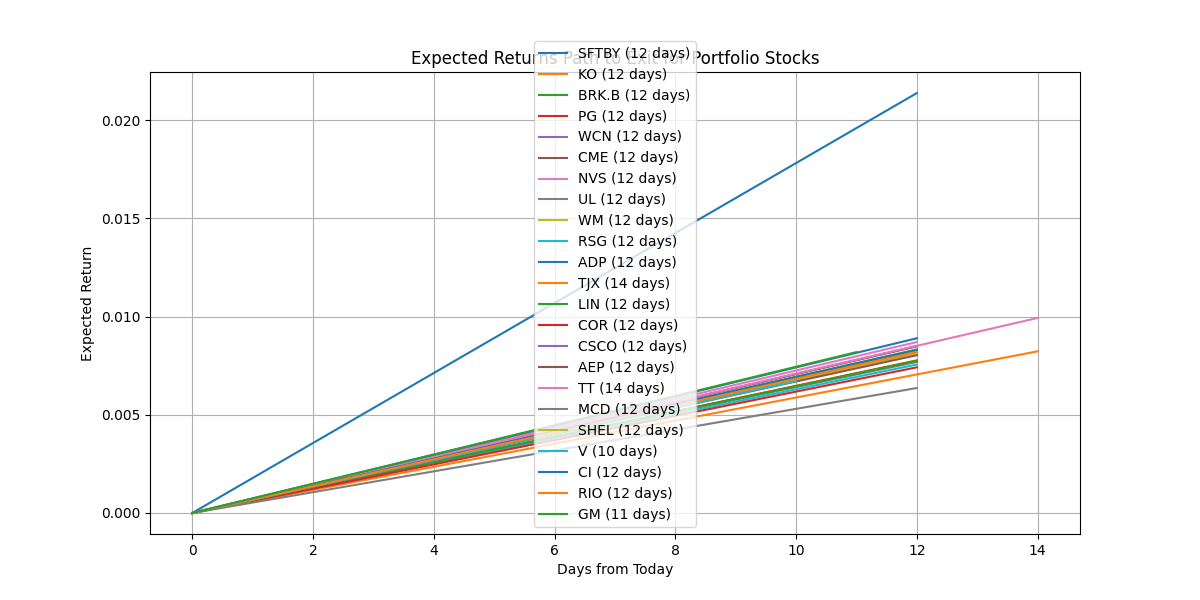 Expected Returns Path to Exit for Portfolio Stocks
SFTBY (12 days)
KO (12 days)
BRK.B (12 days)
PG (12 days)
WCN (12 days)
CME (12 days)
NVS (12 days)
UL (12 days)
WM (12 days)
RSG (12 days)
ADP (12 days)
TJX (14 days)
LIN (12 days)
COR (12 days)
CSCO (12 days)
AEP (12 days)
TT (14 days)
MCD (12 days)
SHEL (12 days)
V (10 days)
CI (12 days)
RIO (12 days)
GM (11 days)
Expected Return
0.020
0.015
0.010
0.005
0.000
0 2 4 6 8 10 12 14
Days from Today